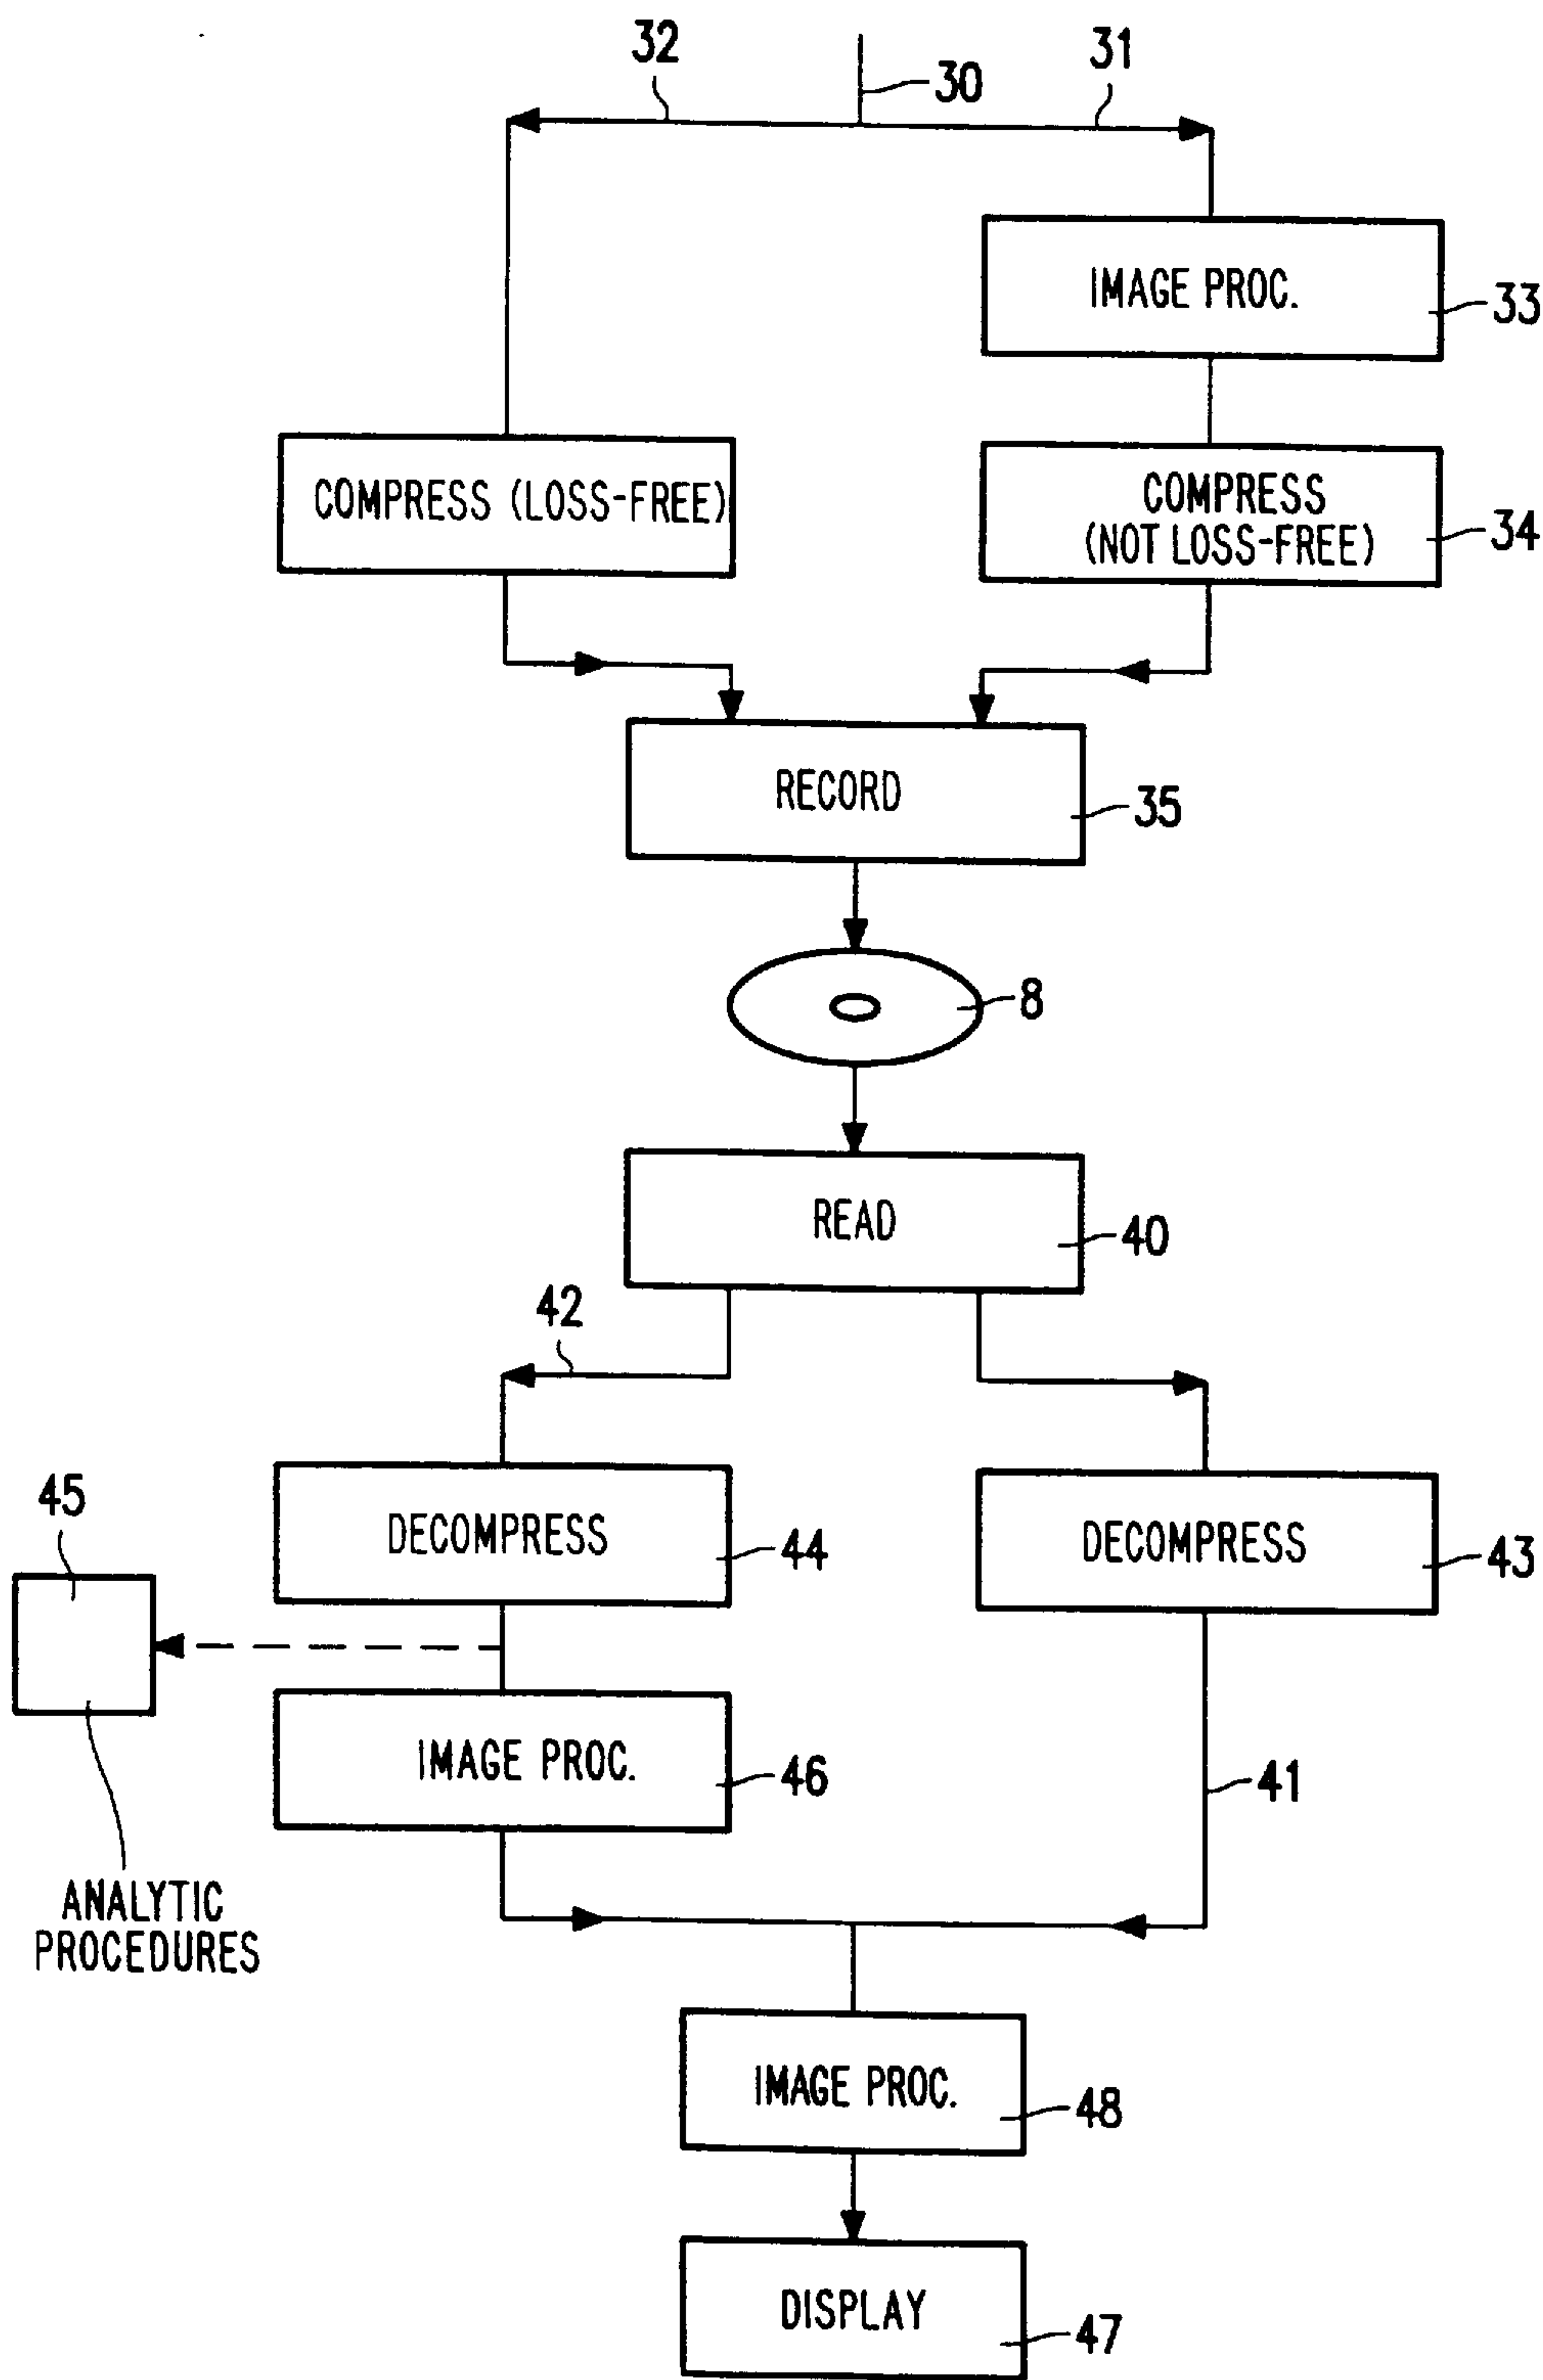 32
30
31
IMAGE PROC.
33
COMPRESS (LOSS-FREE)
COMPRESS
(NOT LOSS-FREE)
34
RECORD
35
8
READ
40
42
45
DECOMPRESS
44
DECOMPRESS
43
IMAGE PROC.
46
41
ANALYTIC
PROCEDURES
IMAGE PROC.
48
DISPLAY
47